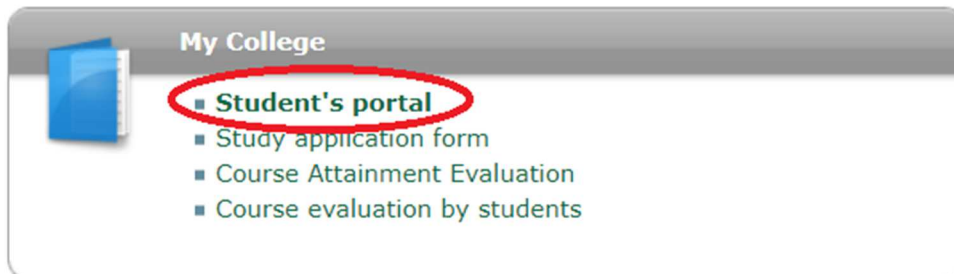 My College
Student's portal
Study application form
Course Attainment Evaluation
Course evaluation by students